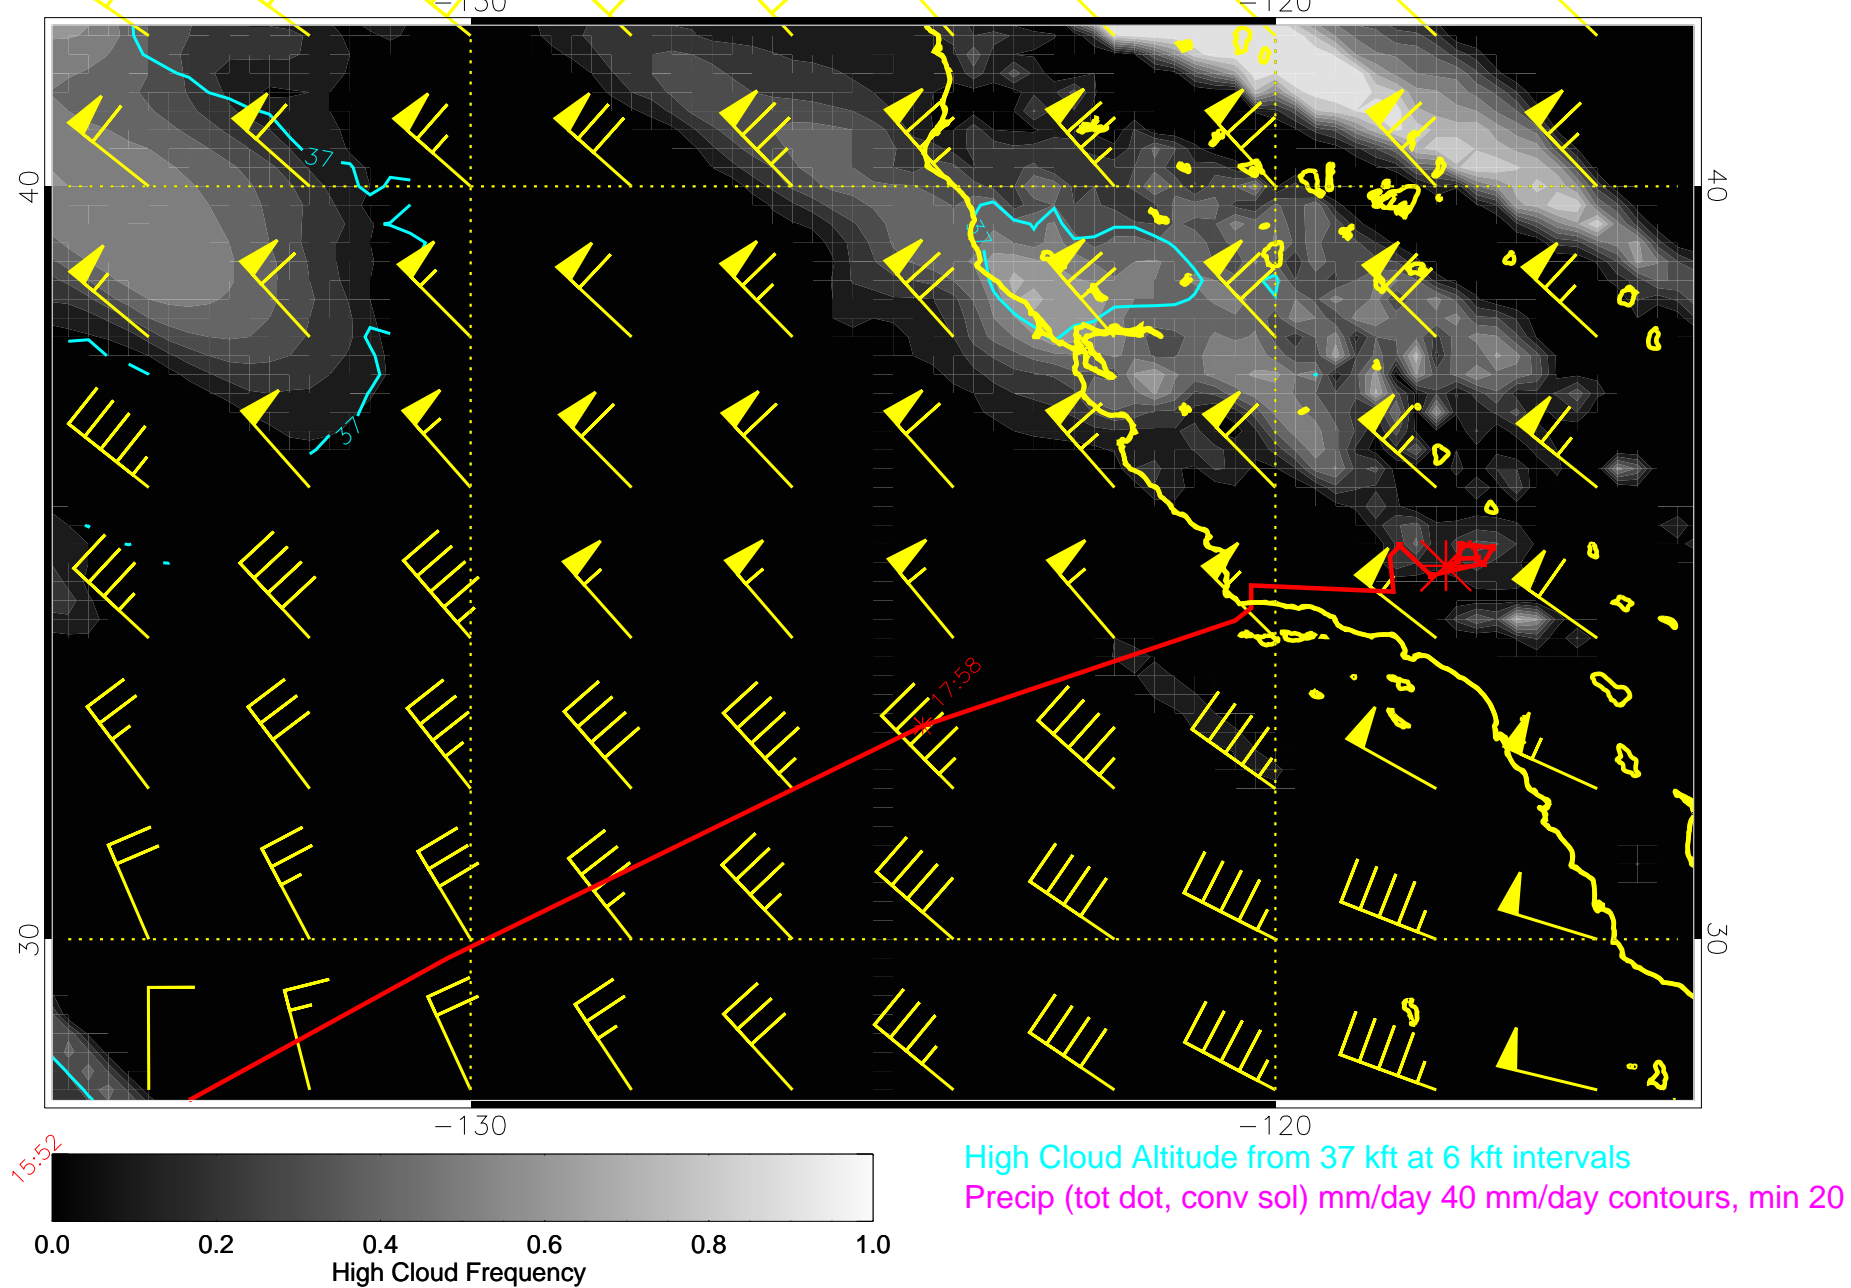 -130 -120
37
40 40
37
37
17:58
30 30
-130 -120
15:52
High Cloud Altitude from 37 kft at 6 kft intervals
Precip (tot dot, conv sol) mm/day 40 mm/day contours, min 20
0.0 0.2 0.4 0.6 0.8 1.0
High Cloud Frequency